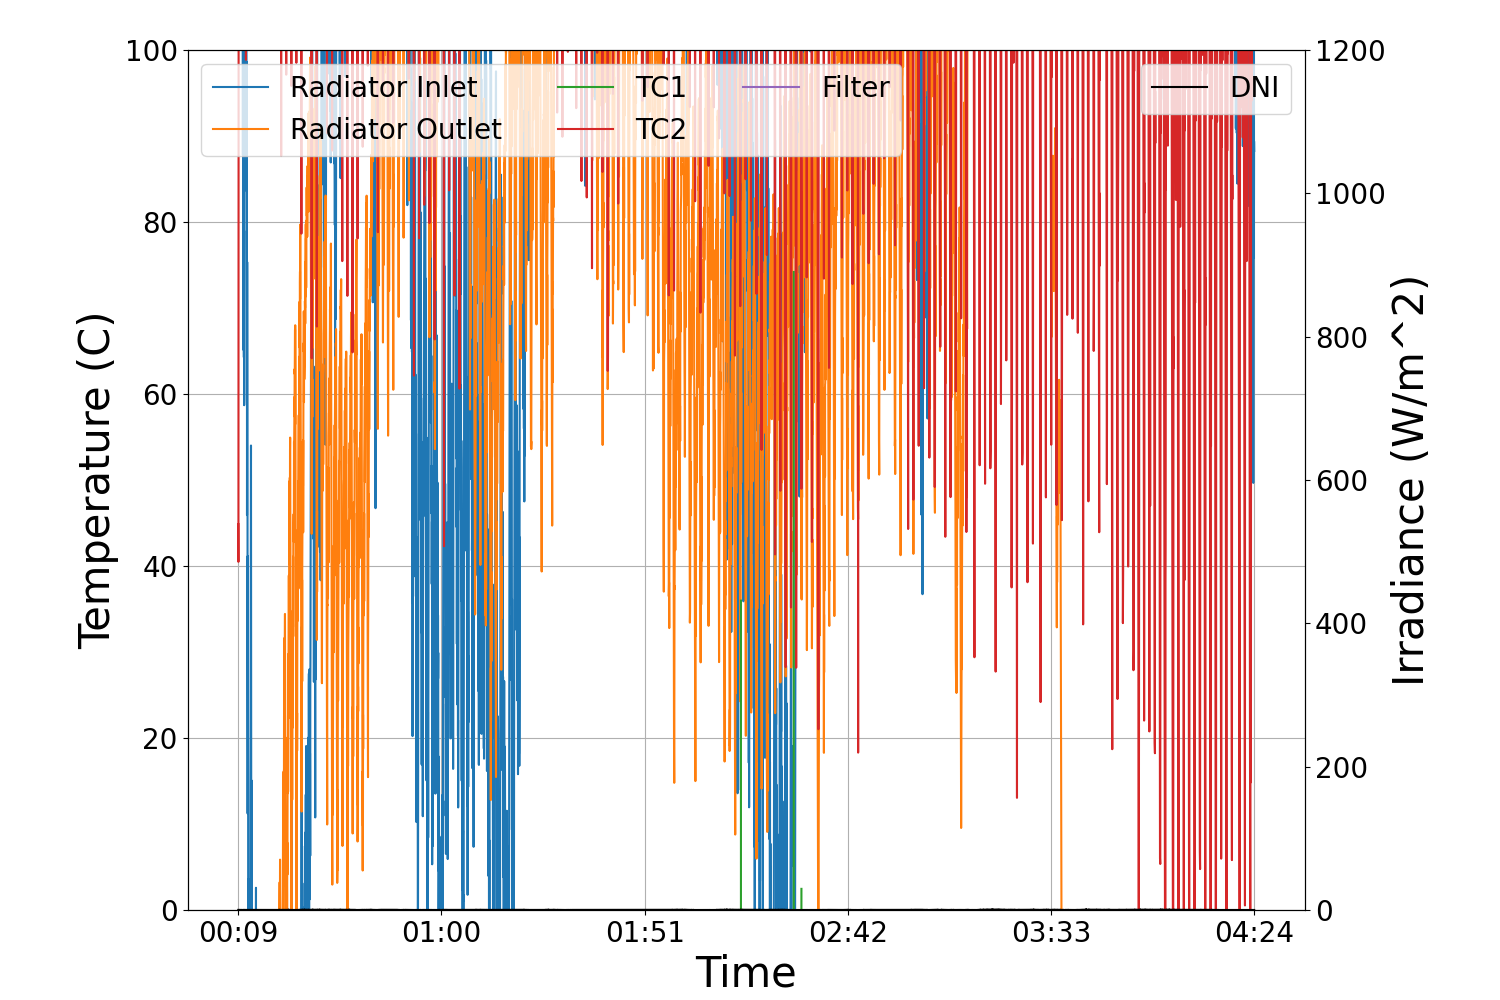 100
80
60
40
20
0
Temperature (C)
Radiator Inlet
Radiator Outlet
TC1
TC2
Filter
DNI
1200
1000
800
600
400
200
0
Irradiance (W/m^2)
00:09 01:00 01:51 02:42 03:33 04:24
Time